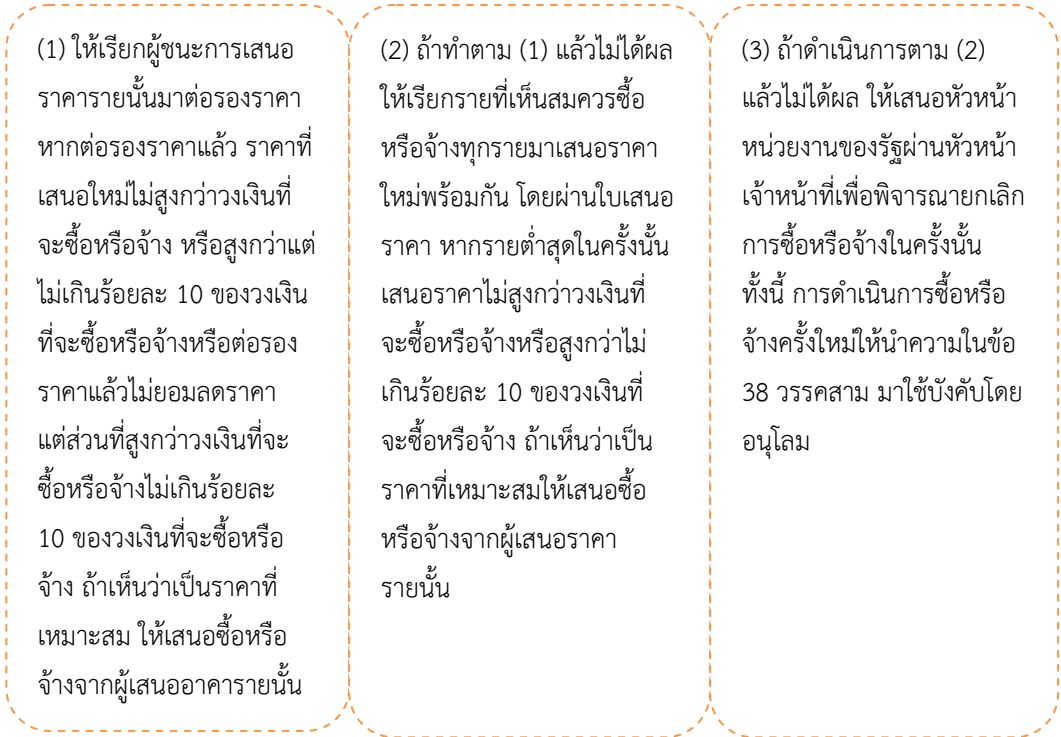 (1) ให้เรียกผู้ชนะการเสนอ
ราคารายนั้นมาต่อรองราคา
หากต่อรองราคาแล้ว ราคาที่
เสนอใหม่ไม่สูงกว่าวงเงินที่
จะซื้อหรือจ้าง หรือสูงกว่าแต่
ไม่เกินร้อยละ 10 ของวงเงิน
ที่จะซื้อหรือจ้างหรือต่อรอง
ราคาแล้วไม่ยอมลดราคา
แต่ส่วนที่สูงกว่าวงเงินที่จะ
ซื้อหรือจ้างไม่เกินร้อยละ
10 ของวงเงินที่จะซื้อหรือ
จ้าง ถ้าเห็นว่าเป็นราคาที่
เหมาะสม ให้เสนอซื้อหรือ
จ้างจากผู้เสนออาคารายนั้น
(2) ถ้าทำตาม (1) แล้วไม่ได้ผล
ให้เรียกรายที่เห็นสมควรซื้อ
หรือจ้างทุกรายมาเสนอราคา
ใหม่พร้อมกัน โดยผ่านใบเสนอ
ราคา หากรายต่ำสุดในครั้งนั้น
เสนอราคาไม่สูงกว่าวงเงินที่
จะซื้อหรือจ้างหรือสูงกว่าไม่
เกินร้อยละ 10 ของวงเงินที่
จะซื้อหรือจ้าง ถ้าเห็นว่าเป็น
ราคาที่เหมาะสมให้เสนอซื้อ
หรือจ้างจากผู้เสนอราคา
รายนั้น
(3) ถ้าดำเนินการตาม (2)
แล้วไม่ได้ผล ให้เสนอหัวหน้า
หน่วยงานของรัฐผ่านหัวหน้า
เจ้าหน้าที่เพื่อพิจารณายกเลิก
การซื้อหรือจ้างในครั้งนั้น
ทั้งนี้ การดำเนินการซื้อหรือ
จ้างครั้งใหม่ให้นำความในข้อ
38 วรรคสาม มาใช้บังคับโดย
อนุโลม